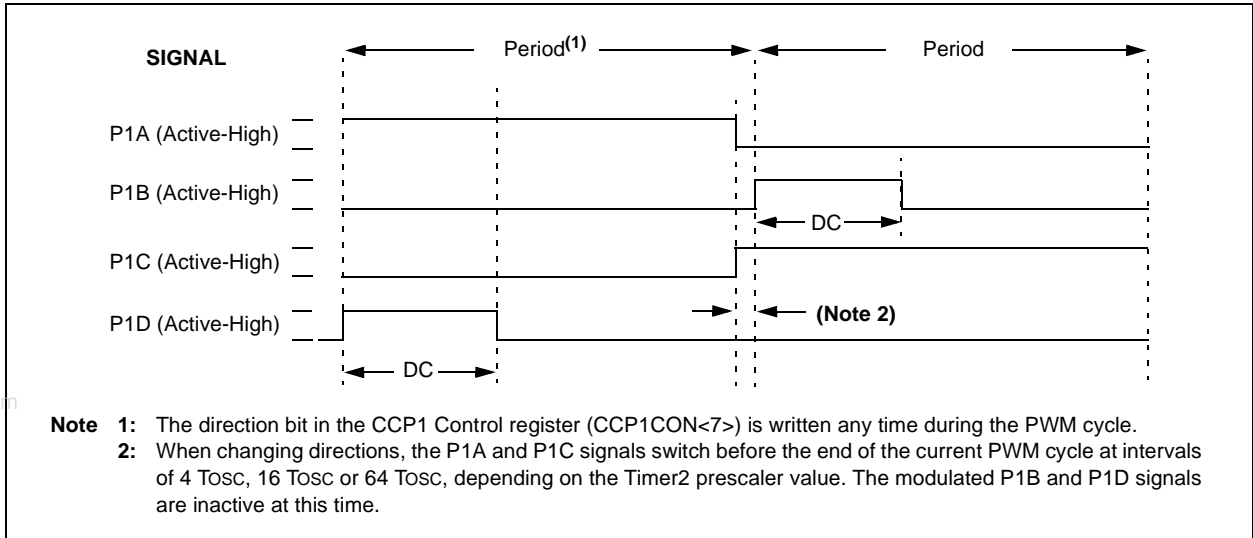 SIGNAL
Period(1)
Period
P1A (Active-High)
P1B (Active-High)
DC
P1C (Active-High)
P1D (Active-High)
(Note 2)
DC
m
Note 1: The direction bit in the CCP1 Control register (CCP1CON<7>) is written any time during the PWM cycle.
2: When changing directions, the P1A and P1C signals switch before the end of the current PWM cycle at intervals
of 4 TOSC, 16 TOSC or 64 TOSC, depending on the Timer2 prescaler value. The modulated P1B and P1D signals
are inactive at this time.